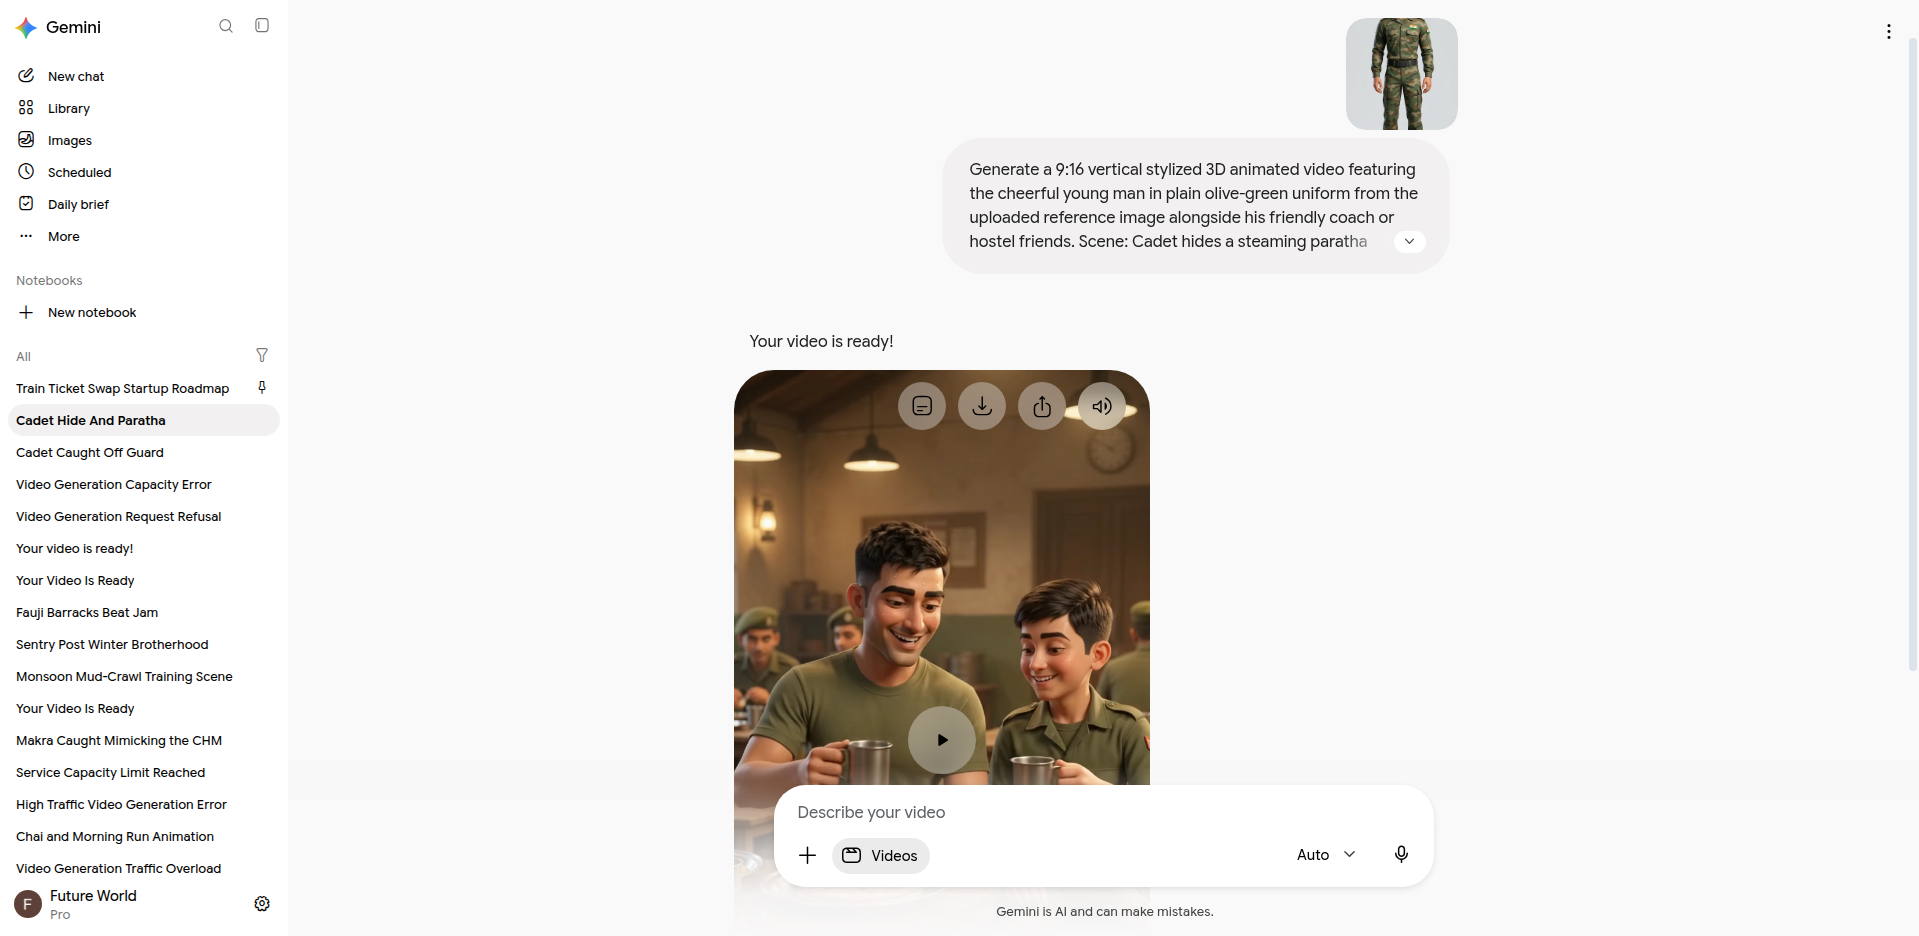 Gemini
New chat
Library
Images
Scheduled
Daily brief
More
Notebooks
New notebook
All
Train Ticket Swap Startup Roadmap
Cadet Hide And Paratha
Cadet Caught Off Guard
Video Generation Capacity Error
Video Generation Request Refusal
Your video is ready!
Your Video Is Ready
Fauji Barracks Beat Jam
Sentry Post Winter Brotherhood
Monsoon Mud-Crawl Training Scene
Your Video Is Ready
Makra Caught Mimicking the CHM
Service Capacity Limit Reached
High Traffic Video Generation Error
Chai and Morning Run Animation
Video Generation Traffic Overload
F
Future World
Pro
Generate a 9:16 vertical stylized 3D animated video featuring
the cheerful young man in plain olive-green uniform from the
uploaded reference image alongside his friendly coach or
hostel friends. Scene: Cadet hides a steaming paratha
Your video is ready!
Describe your video
Videos
Auto
Gemini is AI and can make mistakes.